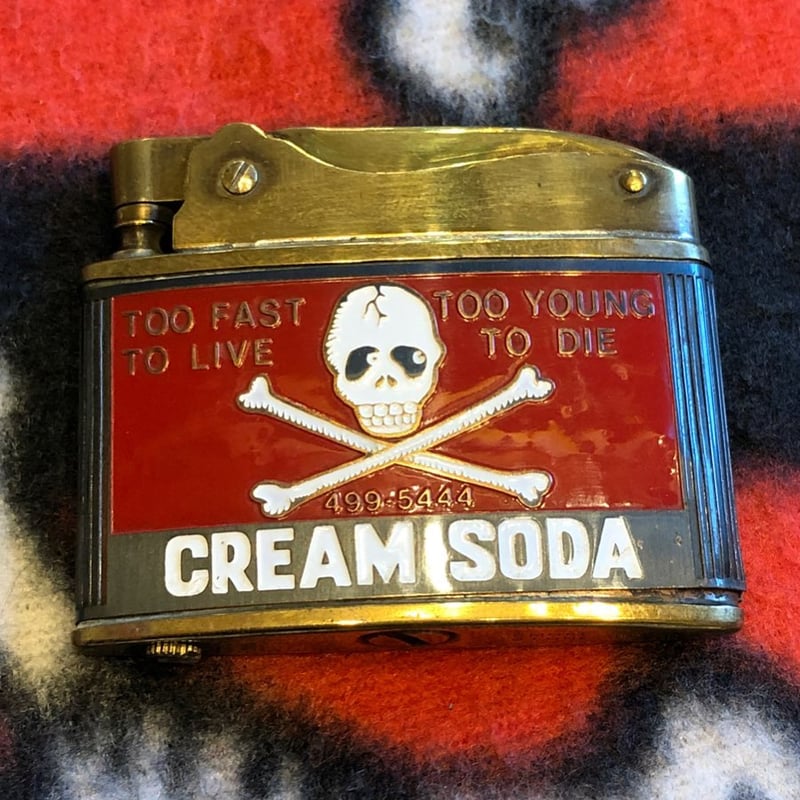 TOO FAST
TO LIVE
TOO YOUNG
TO DIE
499-5444
CREAM SODA